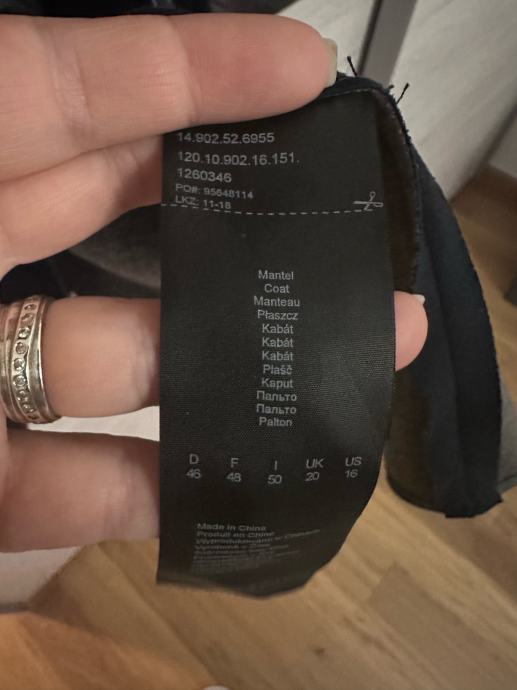 14.902.52.6955
120.10.902.16.151.
1260346
PO#: 95648114
LKZ: 11-18
Mantel
Coat
Manteau
Płaszcz
Kabát
Kabát
Kabát
Plašč
Kaput
Пальто
Пальто
Palton
D F I UK US
46 48 50 20 16
Made in China
Produit en Chine
Wyprodukowano w Chinach